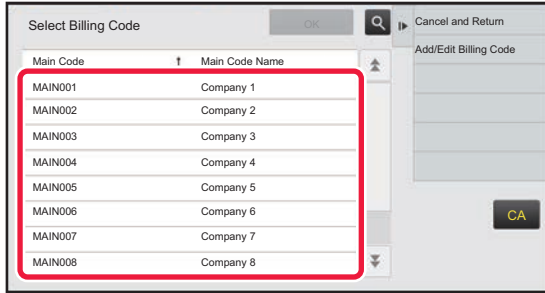 Select Billing Code
OK
Cancel and Return
Add/Edit Billing Code
Main Code ↑ Main Code Name
MAIN001 Company 1
MAIN002 Company 2
MAIN003 Company 3
MAIN004 Company 4
MAIN005 Company 5
MAIN006 Company 6
MAIN007 Company 7
MAIN008 Company 8
CA